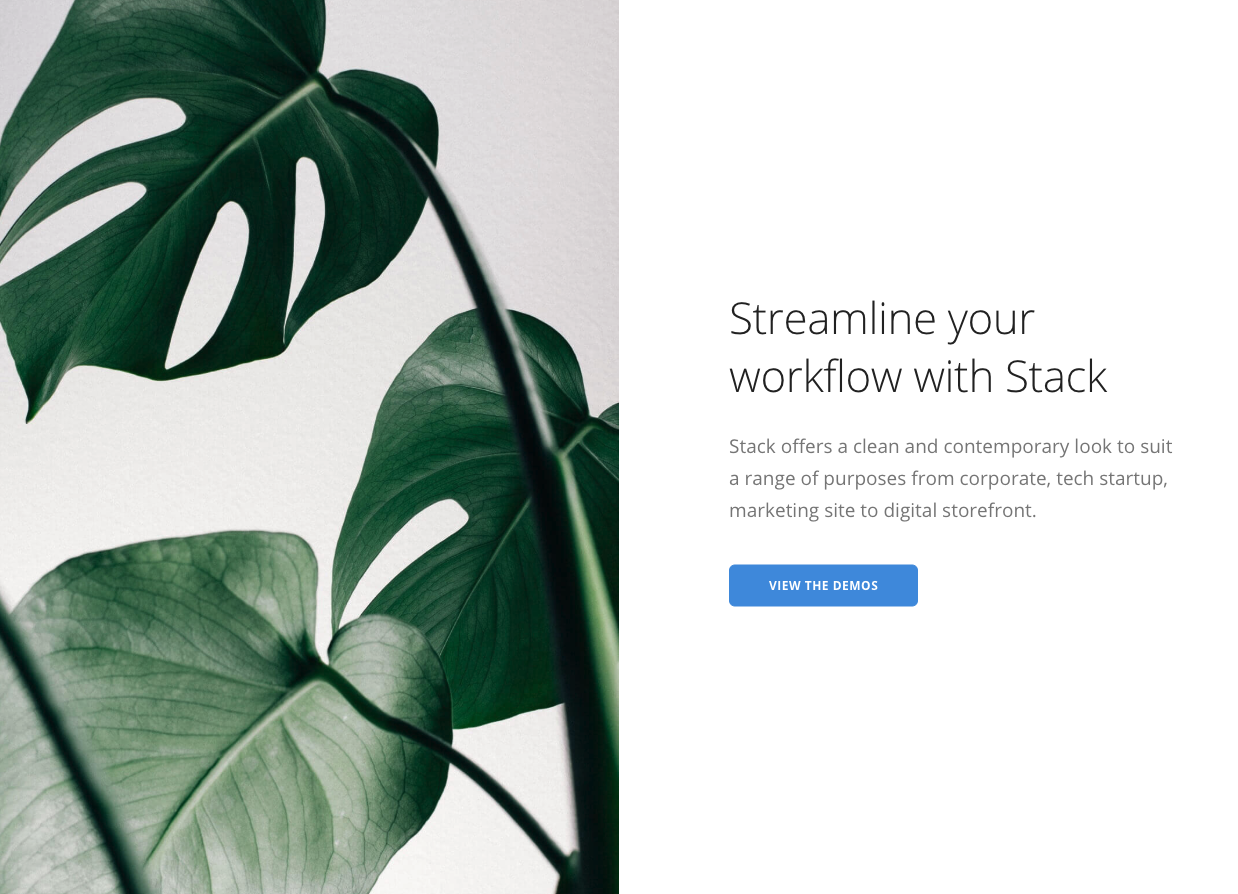 Streamline your
workflow with Stack
Stack offers a clean and contemporary look to suit
a range of purposes from corporate, tech startup,
marketing site to digital storefront.
VIEW THE DEMOS